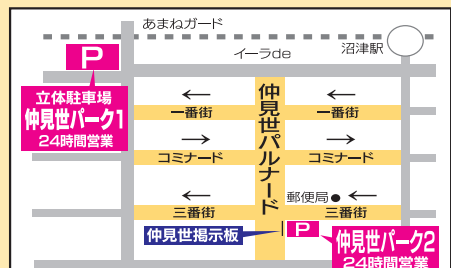 あまねガード
P
イーラde
沼津駅
立体駐車場
仲見世パーク1
24時間営業
仲見世パルナード
←
←
一番街
一番街
→
→
コミナード
コミナード
←
郵便局●
←
三番街
三番街
仲見世掲示板
P
仲見世パーク2
24時間営業